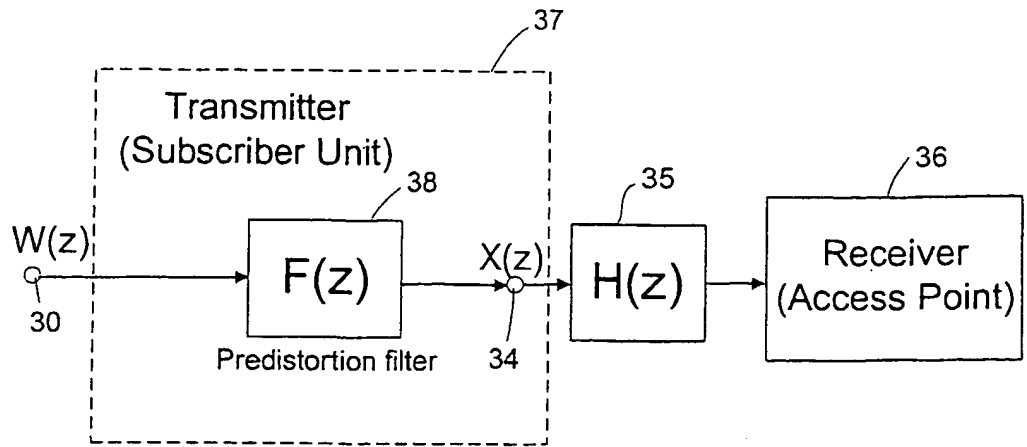 37
Transmitter
(Subscriber Unit)
38
35
36
W(z)
F(z)
X(z)
H(z)
Receiver
(Access Point)
30
Predistortion filter
34